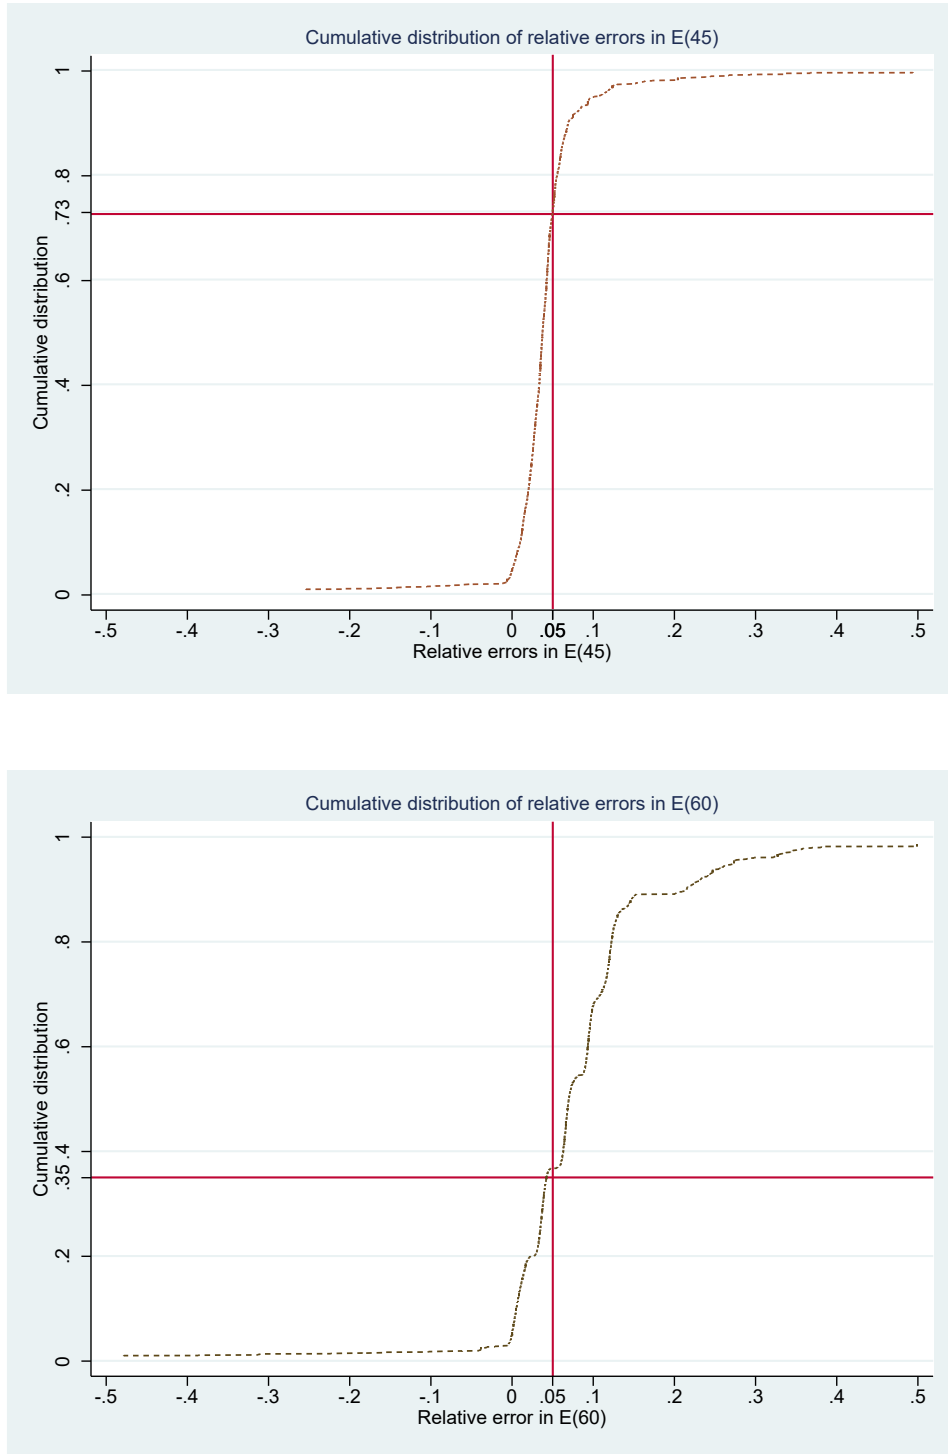 Cumulative distribution of relative errors in E(45)
1
.8
.73
.6
.4
.2
0
Cumulative distribution
-.5 -.4 -.3 -.2 -.1 0 .05 .1 .2 .3 .4 .5
Relative errors in E(45)
Cumulative distribution of relative errors in E(60)
1
.8
.6
.4
.35
.2
0
Cumulative distribution
-.5 -.4 -.3 -.2 -.1 0 .05 .1 .2 .3 .4 .5
Relative error in E(60)